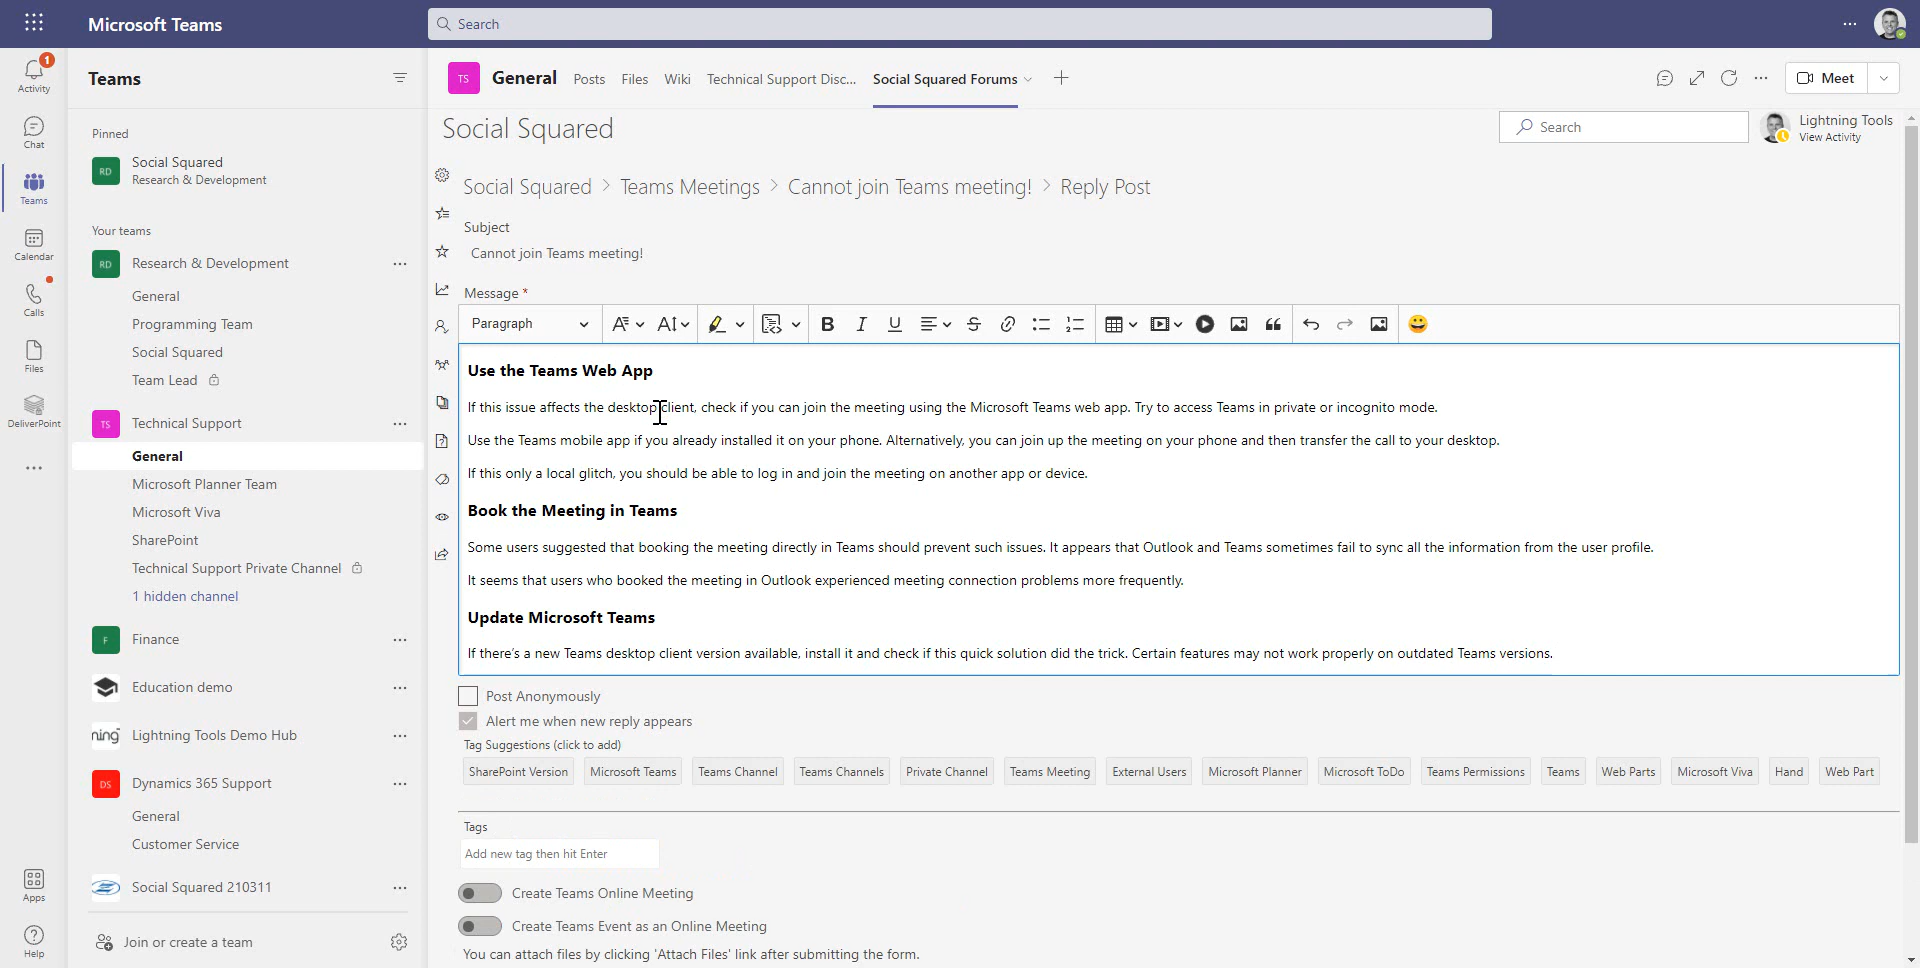 Microsoft Teams
Search
1
Activity
Chat
Teams
Calendar
Calls
Files
DeliverPoint
Apps
Help
Teams
Pinned
RD
Social Squared
Research & Development
Your teams
RD
Research & Development
General
Programming Team
Social Squared
Team Lead
TS
Technical Support
General
Microsoft Planner Team
Microsoft Viva
SharePoint
Technical Support Private Channel
1 hidden channel
F
Finance
Education demo
ning
Lightning Tools Demo Hub
DS
Dynamics 365 Support
General
Customer Service
Social Squared 210311
Join or create a team
TS
General
Posts
Files
Wiki
Technical Support Disc...
Social Squared Forums
Meet
Social Squared
Search
Lightning Tools
View Activity
Social Squared > Teams Meetings > Cannot join Teams meeting! > Reply Post
Subject
Cannot join Teams meeting!
Message *
Paragraph
Use the Teams Web App
If this issue affects the desktop client, check if you can join the meeting using the Microsoft Teams web app. Try to access Teams in private or incognito mode.
Use the Teams mobile app if you already installed it on your phone. Alternatively, you can join up the meeting on your phone and then transfer the call to your desktop.
If this only a local glitch, you should be able to log in and join the meeting on another app or device.
Book the Meeting in Teams
Some users suggested that booking the meeting directly in Teams should prevent such issues. It appears that Outlook and Teams sometimes fail to sync all the information from the user profile.
It seems that users who booked the meeting in Outlook experienced meeting connection problems more frequently.
Update Microsoft Teams
If there's a new Teams desktop client version available, install it and check if this quick solution did the trick. Certain features may not work properly on outdated Teams versions.
Post Anonymously
Alert me when new reply appears
Tag Suggestions (click to add)
SharePoint Version
Microsoft Teams
Teams Channel
Teams Channels
Private Channel
Teams Meeting
External Users
Microsoft Planner
Microsoft ToDo
Teams Permissions
Teams
Web Parts
Microsoft Viva
Hand
Web Part
Tags
Add new tag then hit Enter
Create Teams Online Meeting
Create Teams Event as an Online Meeting
You can attach files by clicking 'Attach Files' link after submitting the form.